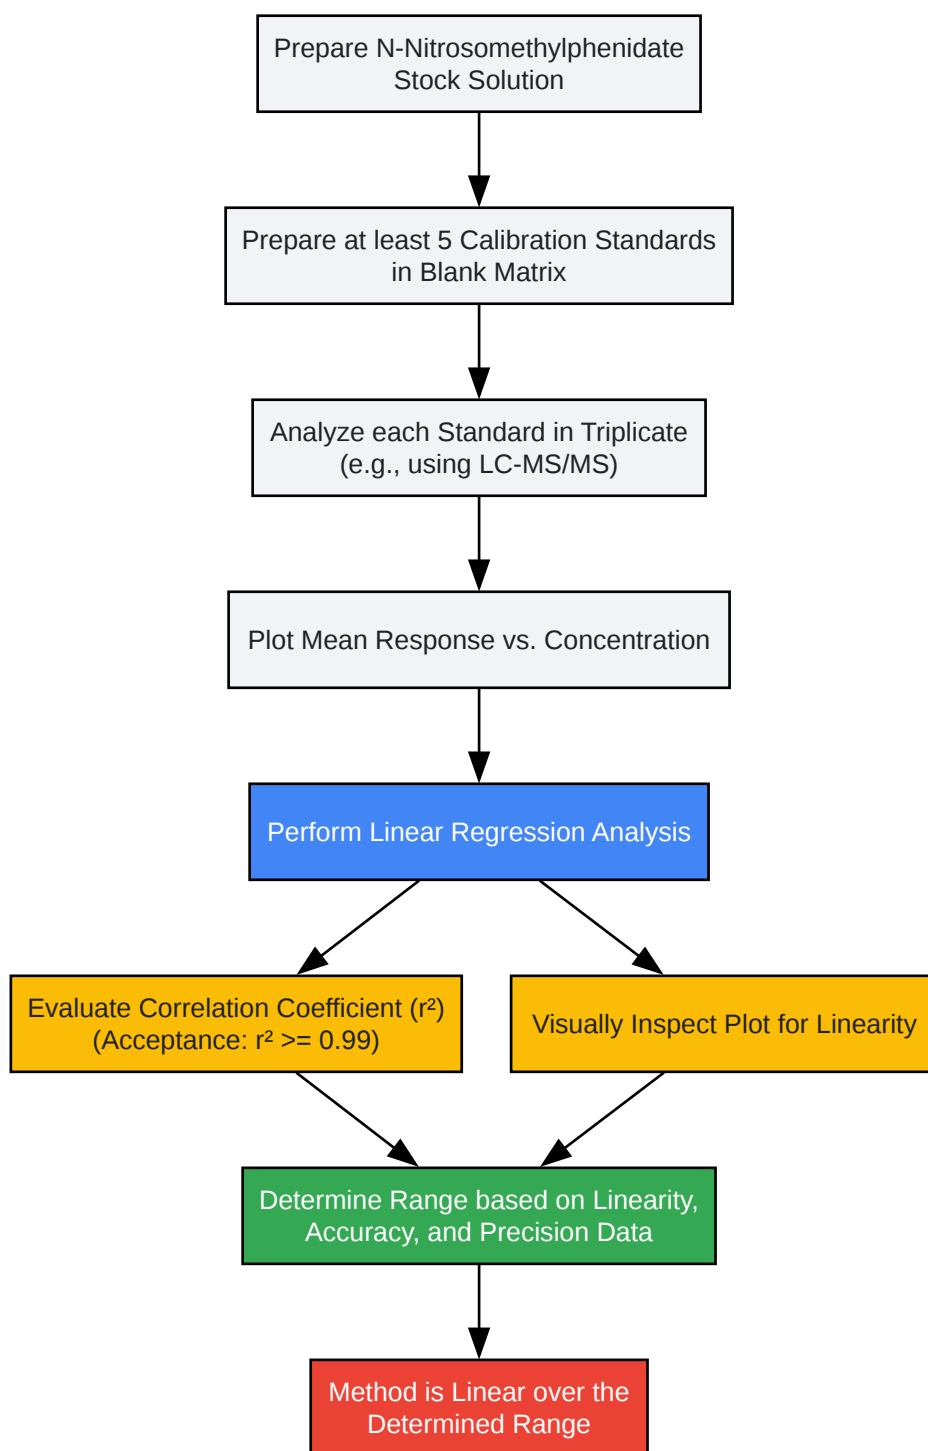 Prepare N-Nitrosomethylphenidate
Stock Solution
Prepare at least 5 Calibration Standards
in Blank Matrix
Analyze each Standard in Triplicate
(e.g., using LC-MS/MS)
Plot Mean Response vs. Concentration
Perform Linear Regression Analysis
Evaluate Correlation Coefficient (r²)
(Acceptance: r² >= 0.99)
Visually Inspect Plot for Linearity
Determine Range based on Linearity,
Accuracy, and Precision Data
Method is Linear over the
Determined Range